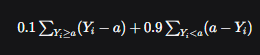 0.1 ∑_{Y_i≥a}(Y_i − a) + 0.9 ∑_{Y_i<a}(a − Y_i)